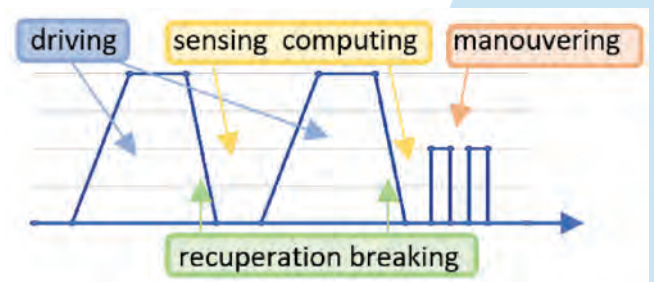 driving
sensing computing
manouvering
recuperation breaking